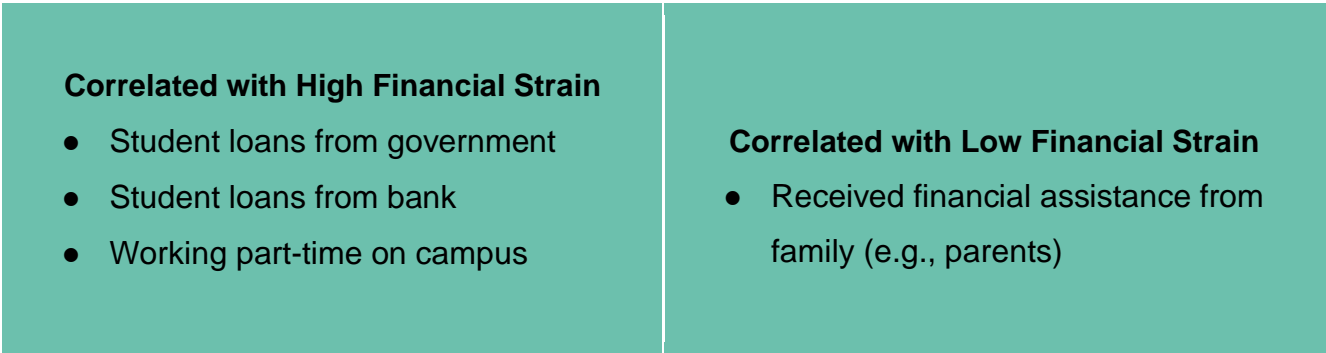 Correlated with High Financial Strain
● Student loans from government
● Student loans from bank
● Working part-time on campus
Correlated with Low Financial Strain
● Received financial assistance from
family (e.g., parents)